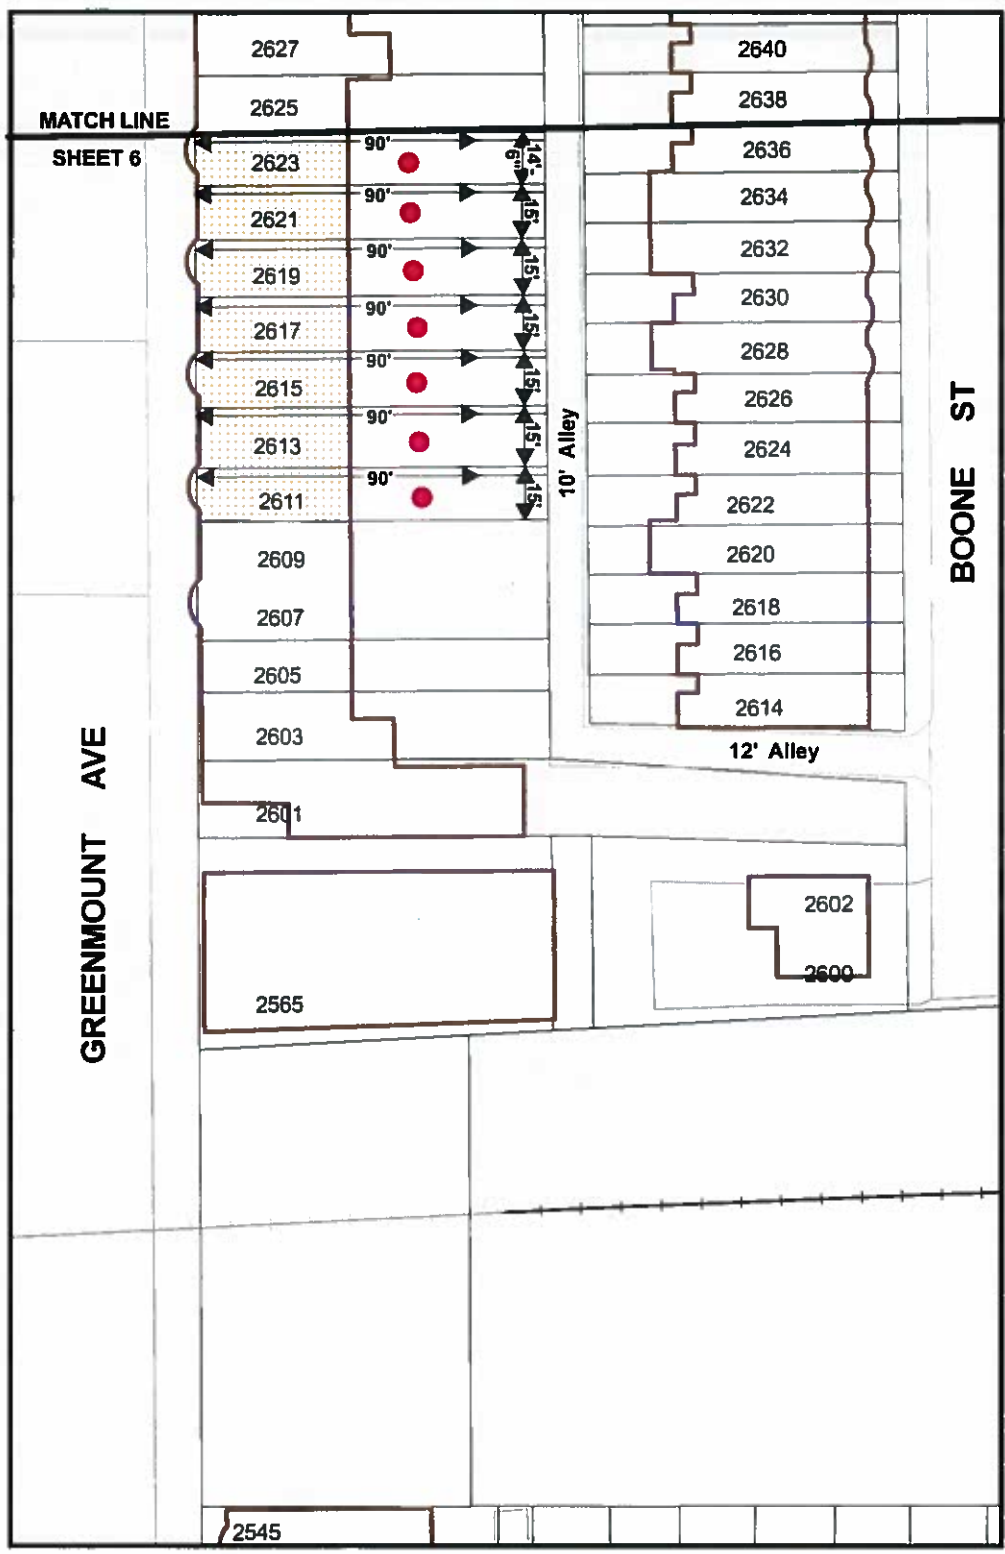 2627
2625
MATCH LINE
SHEET 6
2623 90' 14'-6"
2621 90' 15'
2619 90' 15'
2617 90' 15'
2615 90' 15'
2613 90' 15'
2611 90' 15'
2609
2607
2605
2603
2601
2565
2545
GREENMOUNT AVE
10' Alley
2640
2638
2636
2634
2632
2630
2628
2626
2624
2622
2620
2618
2616
2614
12' Alley
2602
2600
BOONE ST